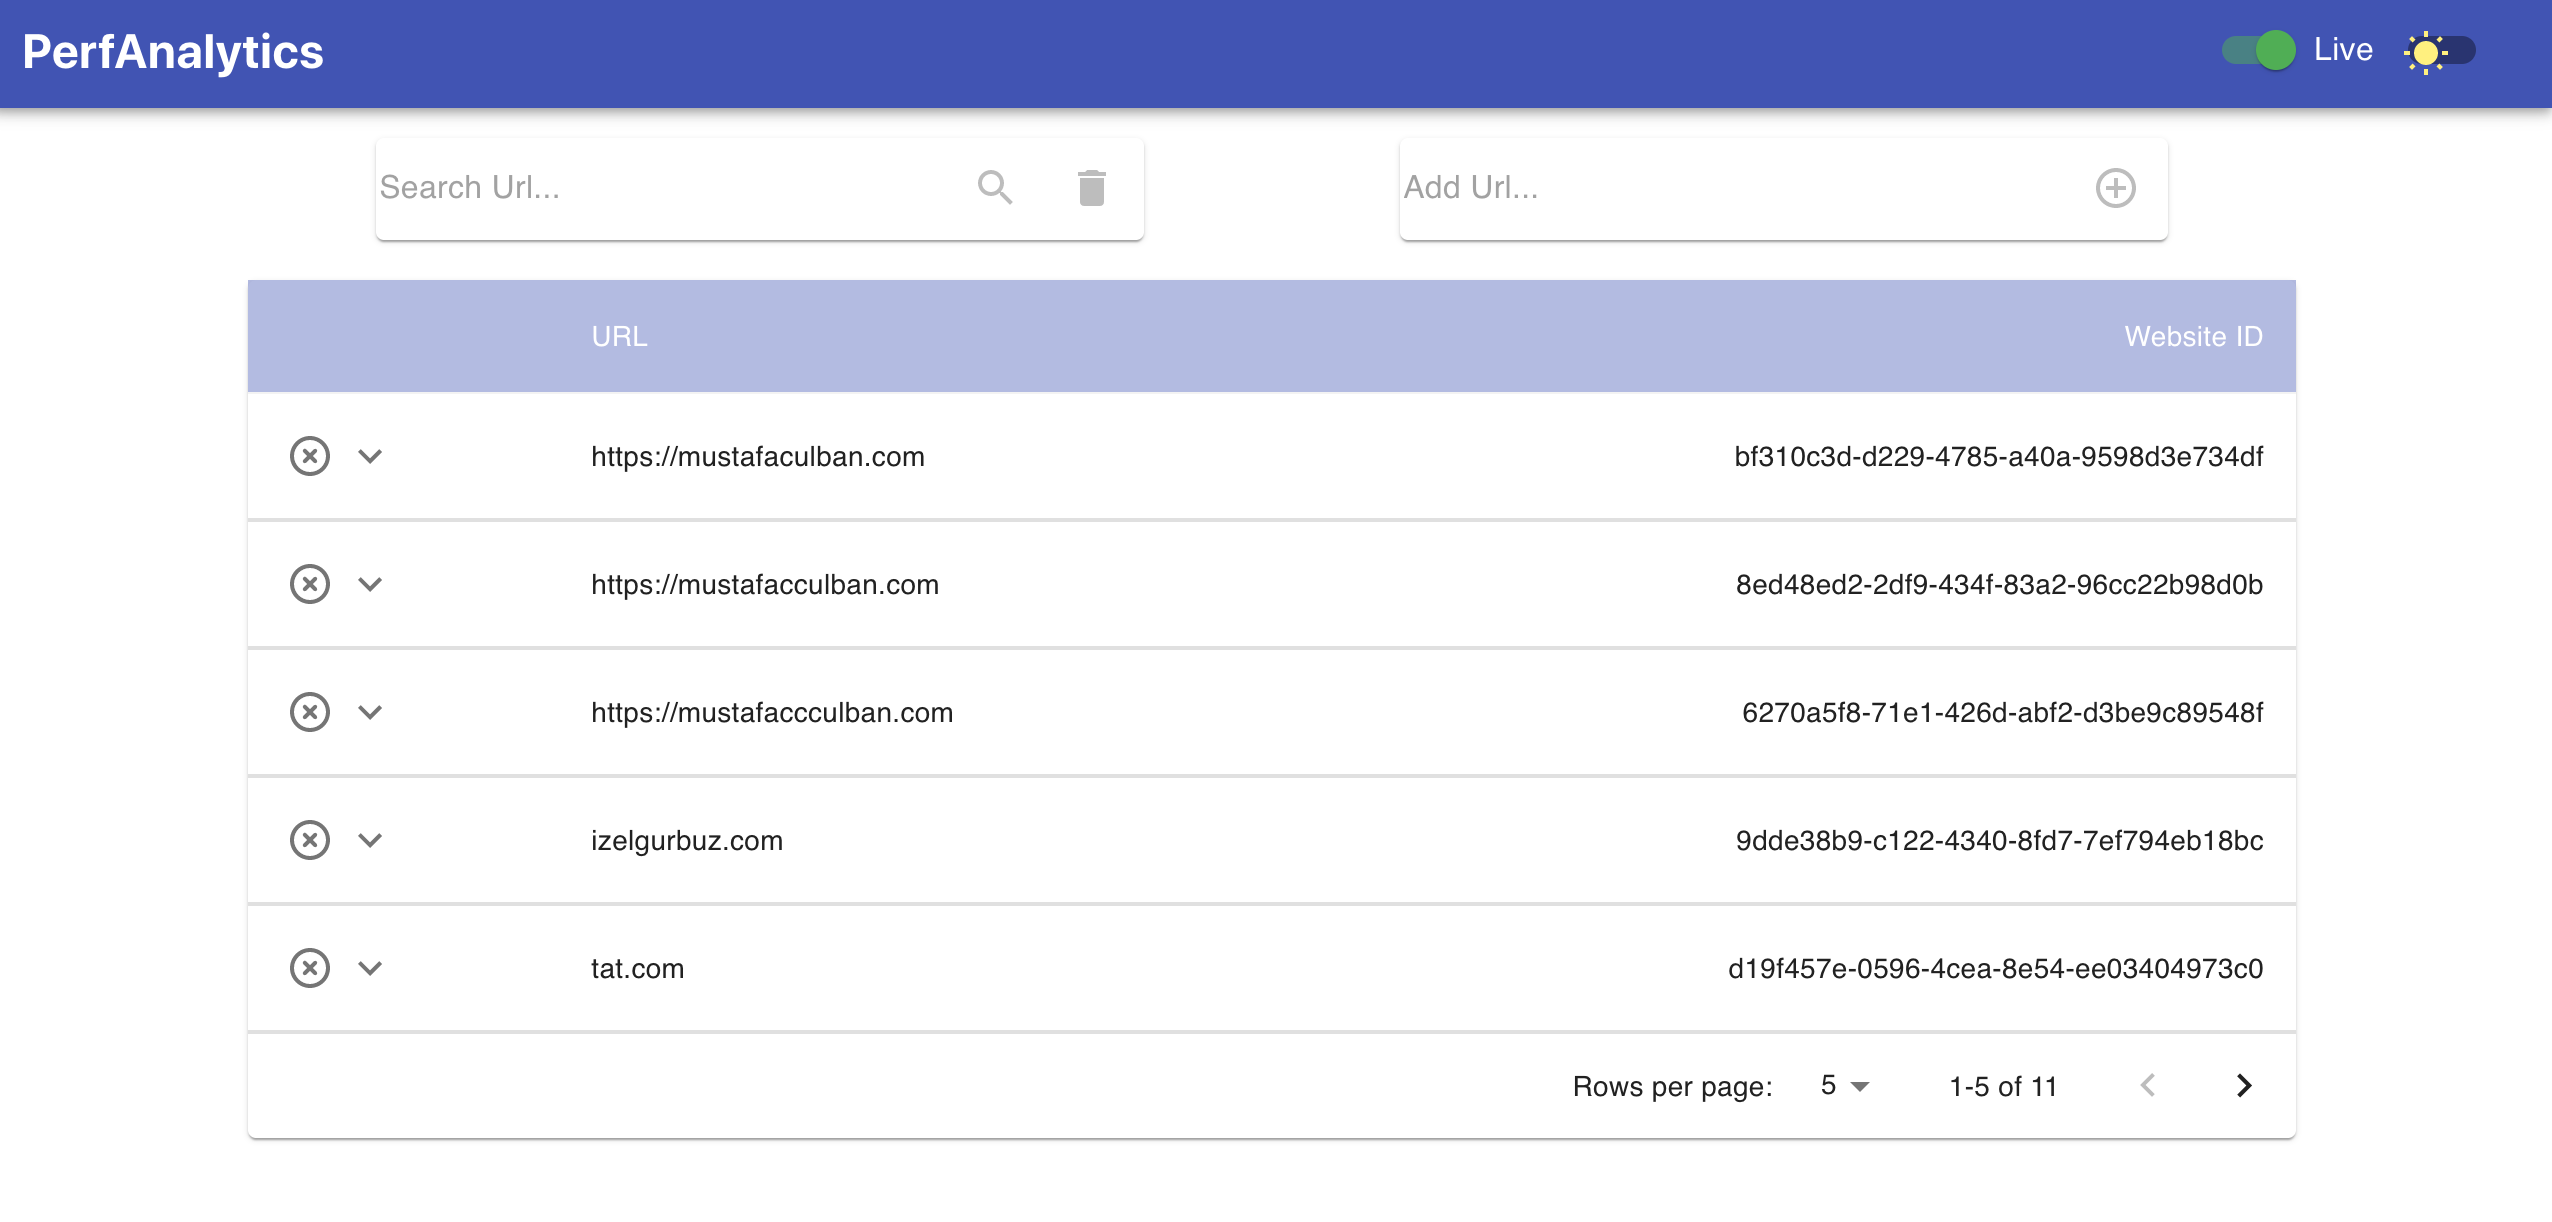 PerfAnalytics
Live
Search Url...
Add Url...
URL Website ID
https://mustafaculban.com bf310c3d-d229-4785-a40a-9598d3e734df
https://mustafacculban.com 8ed48ed2-2df9-434f-83a2-96cc22b98d0b
https://mustafaccculban.com 6270a5f8-71e1-426d-abf2-d3be9c89548f
izelgurbuz.com 9dde38b9-c122-4340-8fd7-7ef794eb18bc
tat.com d19f457e-0596-4cea-8e54-ee03404973c0
Rows per page: 5 1-5 of 11